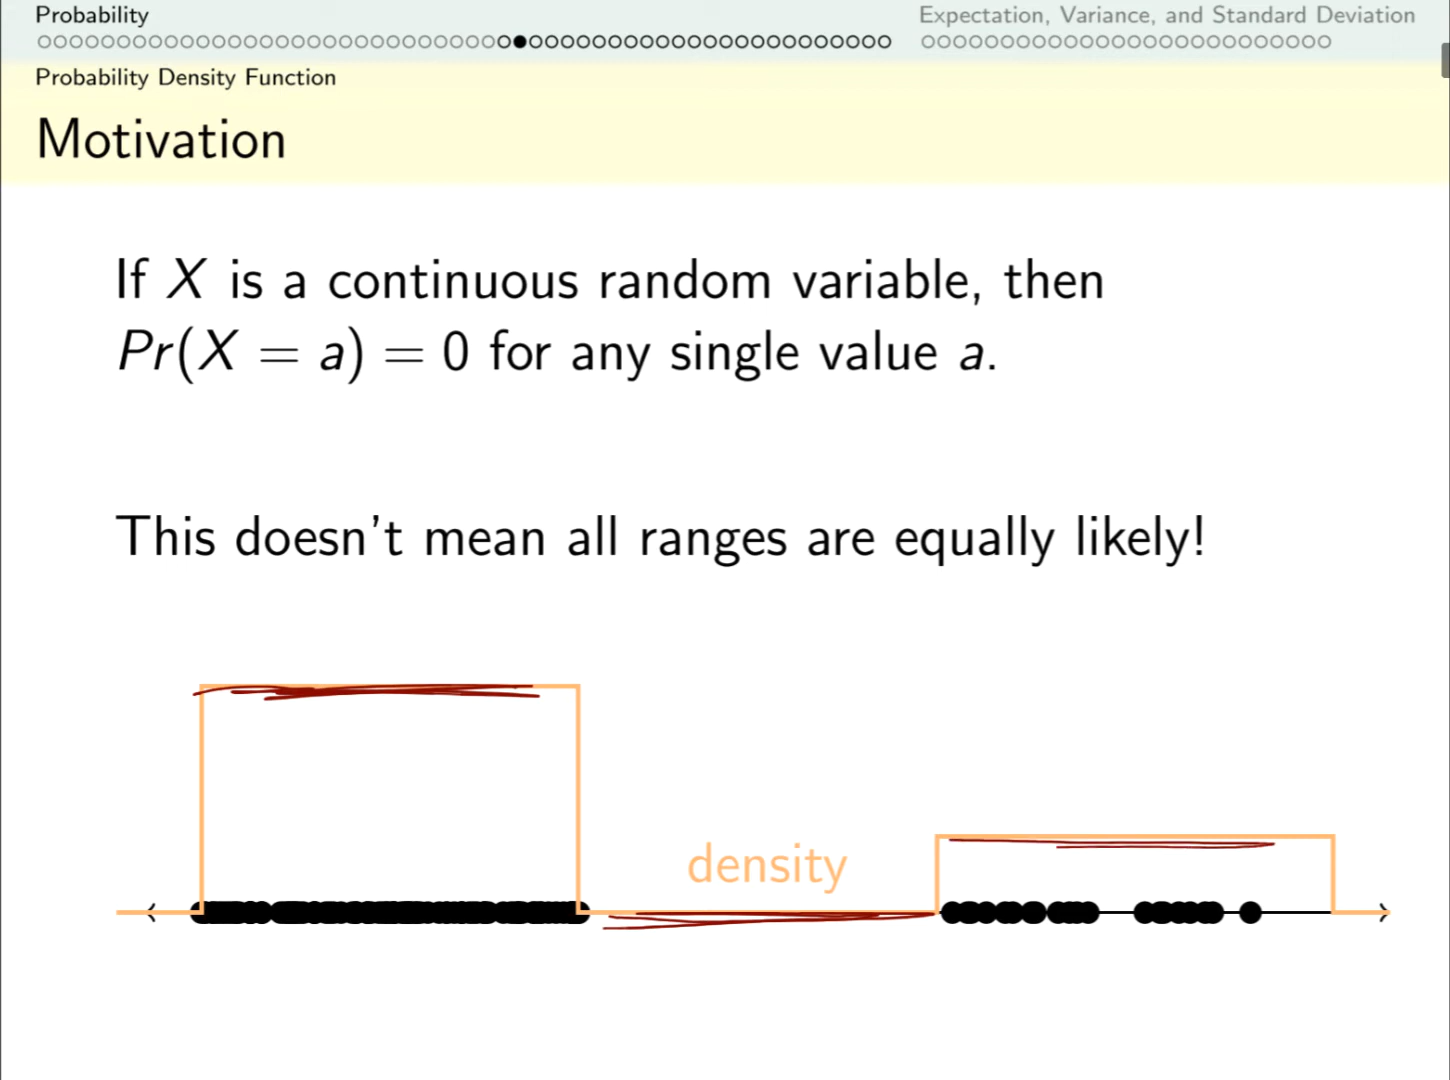 Probability
Expectation, Variance, and Standard Deviation
Probability Density Function
Motivation
If X is a continuous random variable, then
Pr(X = a) = 0 for any single value a.
This doesn't mean all ranges are equally likely!
density